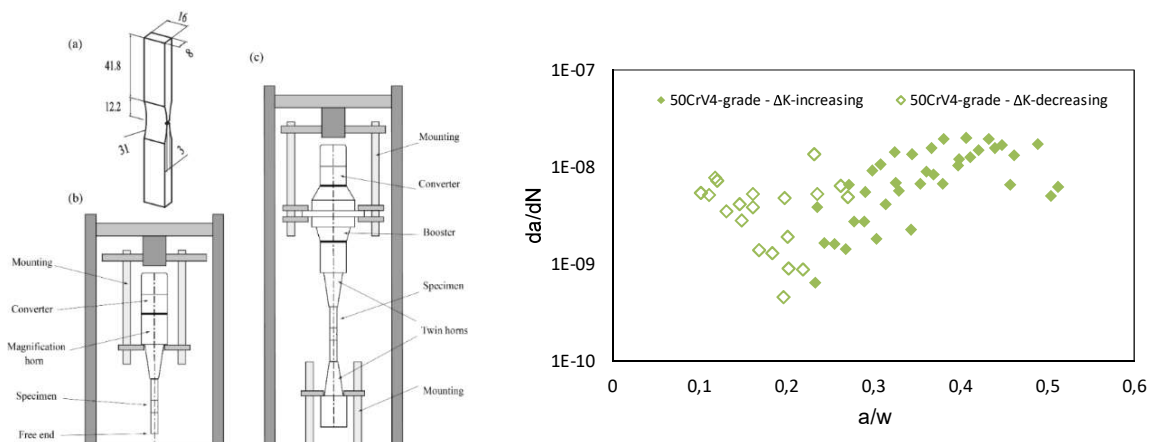 (a)
16
8
41.8
12.2
31
3
(b)
Mounting
Converter
Magnification
horn
Specimen
Free end
(c)
Mounting
Converter
Booster
Specimen
Twin horns
Mounting
1E-07
1E-08
1E-09
1E-10
da/dN
50CrV4-grade - ΔK-increasing
50CrV4-grade - ΔK-decreasing
0
0,1
0,2
0,3
0,4
0,5
0,6
a/w